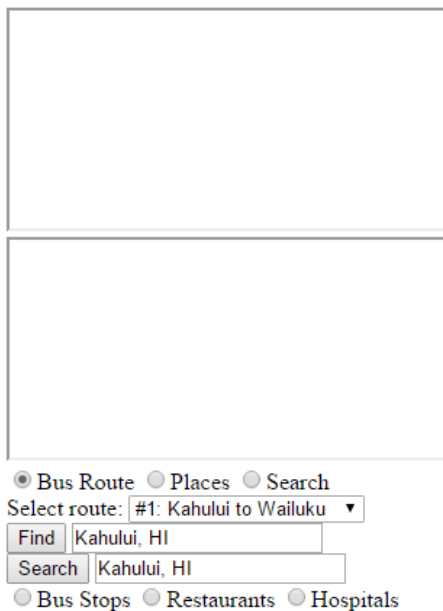 Bus Route Places Search
Select route: #1: Kahului to Wailuku
Find Kahului, HI
Search Kahului, HI
Bus Stops Restaurants Hospitals